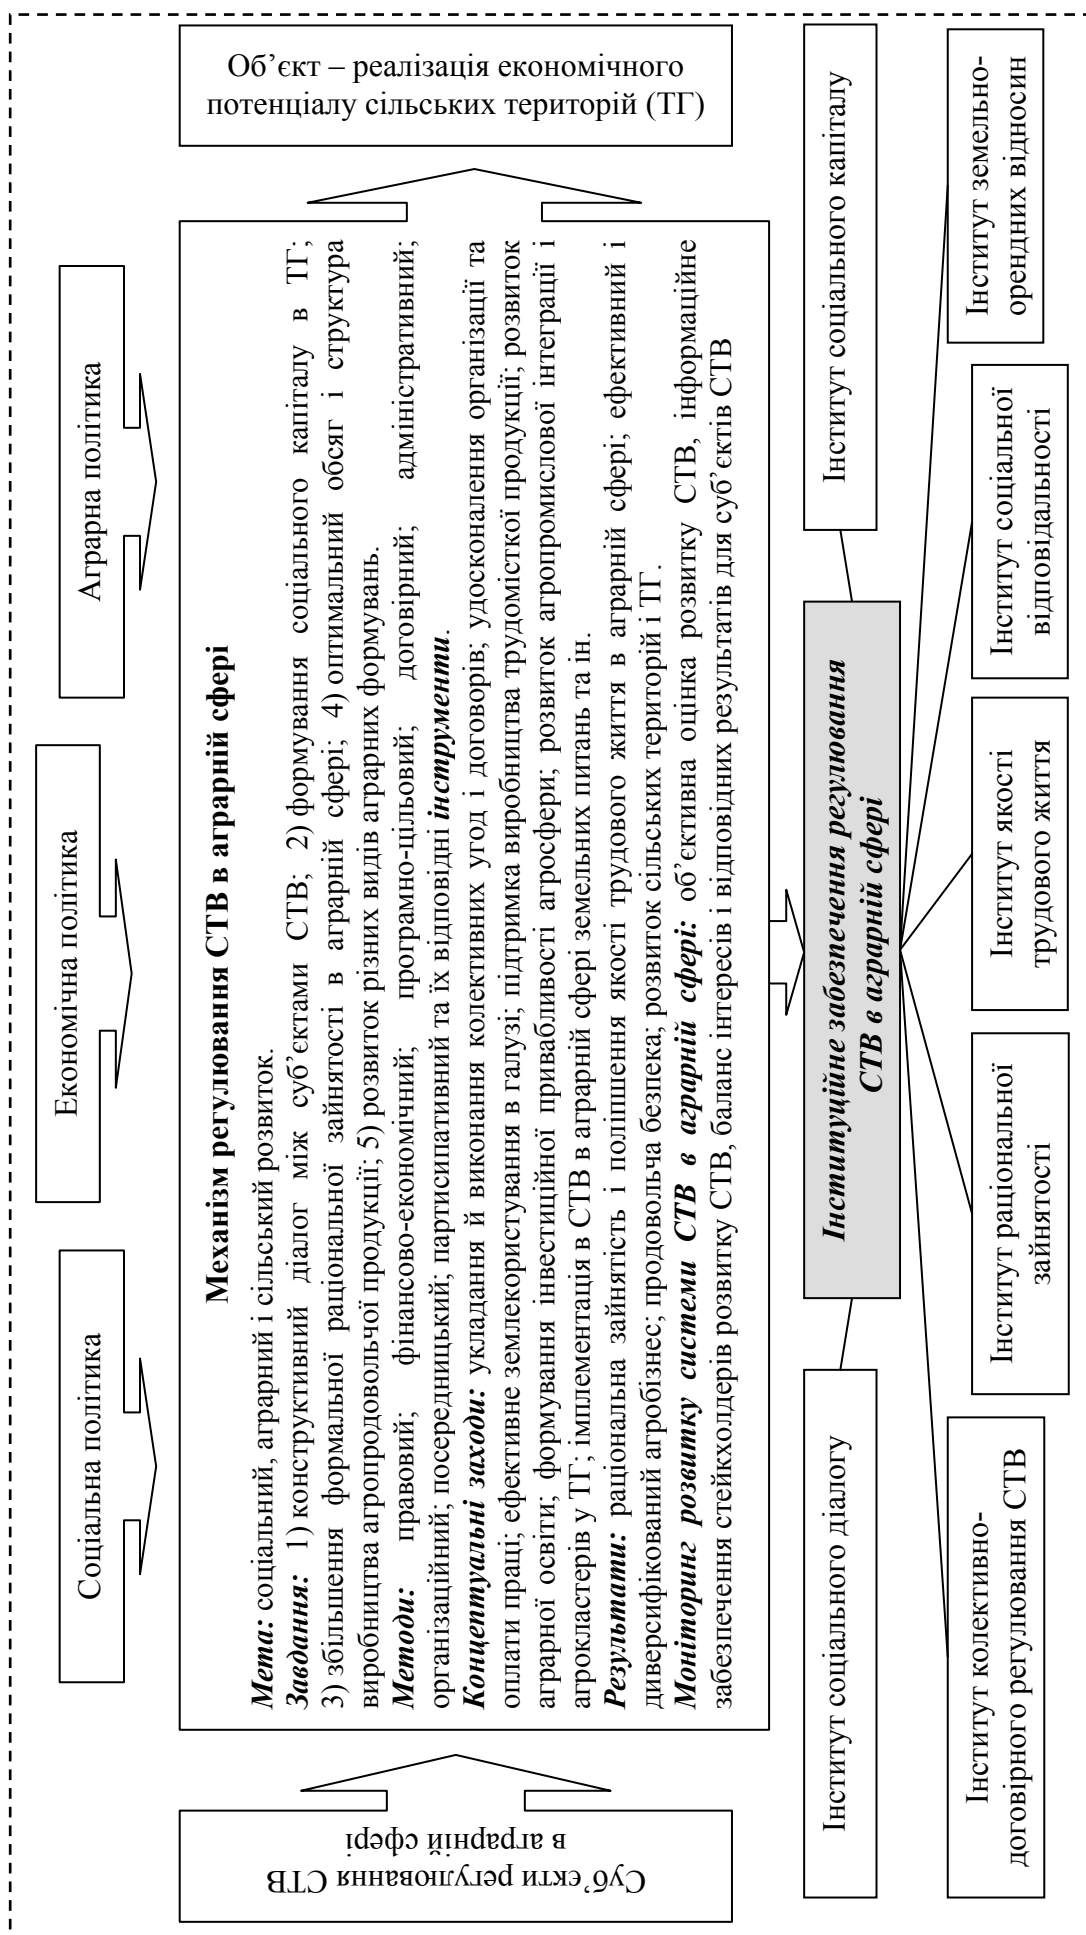 Соціальна політика
Економічна політика
Аграрна політика
Суб’єкти регулювання СТВ
в аграрній сфері
Механізм регулювання СТВ в аграрній сфері
Мета: соціальний, аграрний і сільський розвиток.
Завдання: 1) конструктивний діалог між суб’єктами СТВ; 2) формування соціального капіталу в ТГ;
3) збільшення формальної раціональної зайнятості в аграрній сфері; 4) оптимальний обсяг і структура
виробництва агропродовольчої продукції; 5) розвиток різних видів аграрних формувань.
Методи: правовий; фінансово-економічний; програмно-цільовий; договірний; адміністративний;
організаційний; посередницький; партисипативний та їх відповідні інструменти.
Концептуальні заходи: укладання й виконання колективних угод і договорів; удосконалення організації та
оплати праці; ефективне землекористування в галузі; підтримка виробництва трудомісткої продукції; розвиток
аграрної освіти; формування інвестиційної привабливості агросфери; розвиток агропромислової інтеграції і
агрокластерів у ТГ; імплементація в СТВ в аграрній сфері земельних питань та ін.
Результати: раціональна зайнятість і поліпшення якості трудового життя в аграрній сфері; ефективний і
диверсифікований агробізнес; продовольча безпека; розвиток сільських територій і ТГ.
Моніторинг розвитку системи СТВ в аграрній сфері: об’єктивна оцінка розвитку СТВ, інформаційне
забезпечення стейкхолдерів розвитку СТВ, баланс інтересів і відповідних результатів для суб’єктів СТВ
Об’єкт – реалізація економічного
потенціалу сільських територій (ТГ)
Інститут соціального діалогу
Інституційне забезпечення регулювання
СТВ в аграрній сфері
Інститут соціального капіталу
Інститут колективно-
договірного регулювання СТВ
Інститут раціональної
зайнятості
Інститут якості
трудового життя
Інститут соціальної
відповідальності
Інститут земельно-
орендних відносин